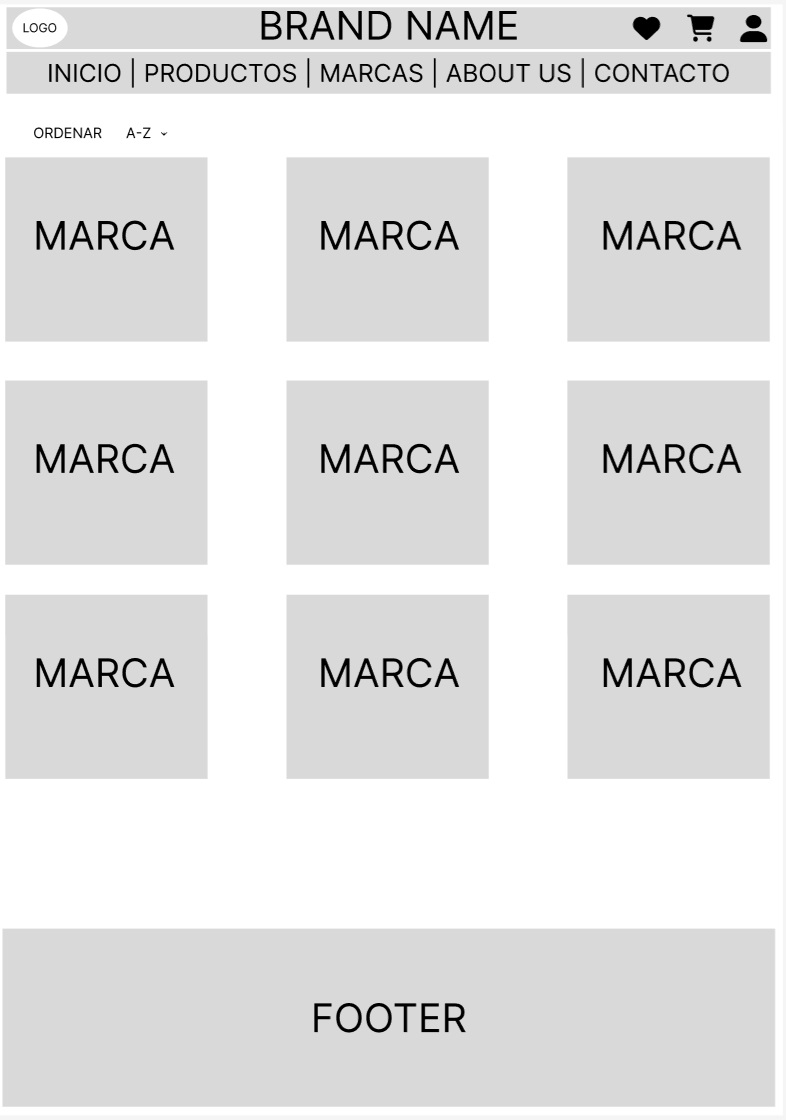 LOGO
BRAND NAME
INICIO | PRODUCTOS | MARCAS | ABOUT US | CONTACTO
ORDENAR A-Z
MARCA MARCA MARCA
MARCA MARCA MARCA
MARCA MARCA MARCA
FOOTER